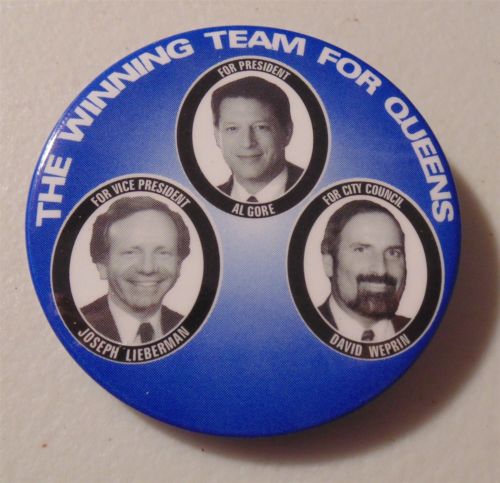 THE WINNING TEAM FOR QUEENS
FOR PRESIDENT
AL GORE
FOR VICE PRESIDENT
JOSEPH LIEBERMAN
FOR CITY COUNCIL
DAVID WEPRIN